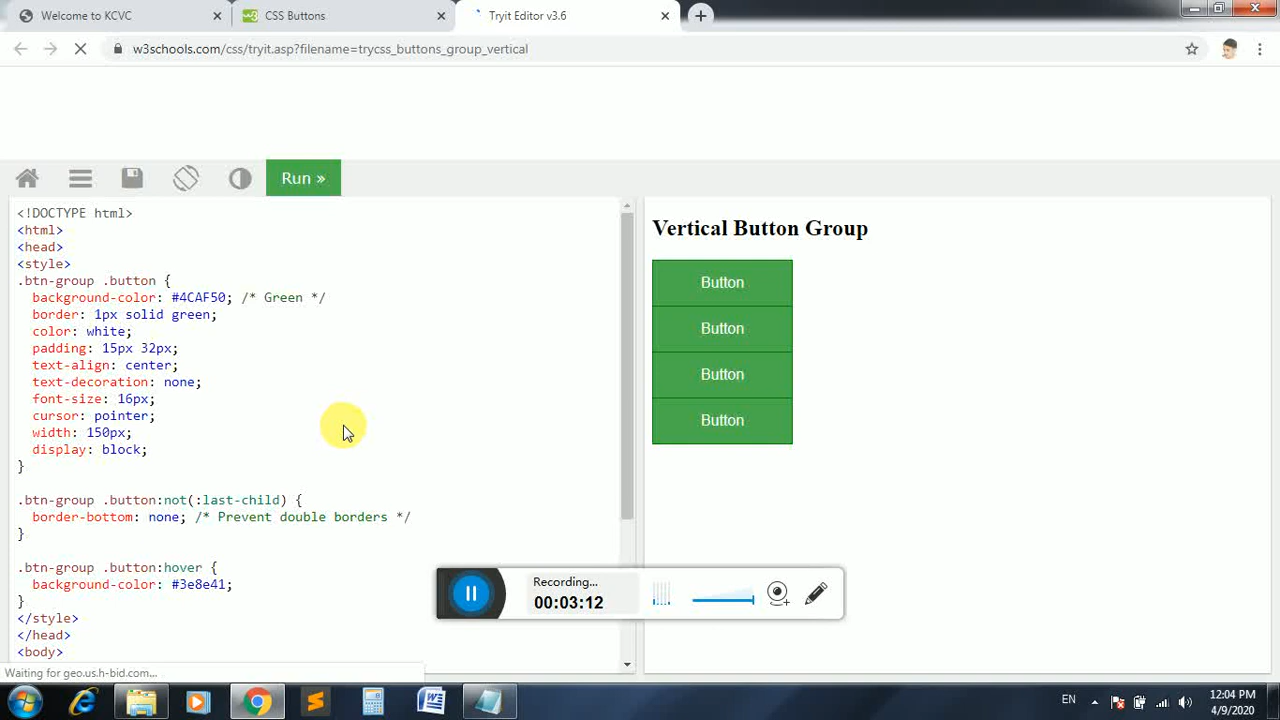 Welcome to KCVC
CSS Buttons
Tryit Editor v3.6
w3schools.com/css/tryit.asp?filename=trycss_buttons_group_vertical
Run »
<!DOCTYPE html>
<html>
<head>
<style>
.btn-group .button {
  background-color: #4CAF50; /* Green */
  border: 1px solid green;
  color: white;
  padding: 15px 32px;
  text-align: center;
  text-decoration: none;
  font-size: 16px;
  cursor: pointer;
  width: 150px;
  display: block;
}
.btn-group .button:not(:last-child) {
  border-bottom: none; /* Prevent double borders */
}
.btn-group .button:hover {
  background-color: #3e8e41;
}
</style>
</head>
<body>
Vertical Button Group
Button
Button
Button
Button
Recording...
00:03:12
Waiting for geo.us.h-bid.com...
EN
12:04 PM
4/9/2020